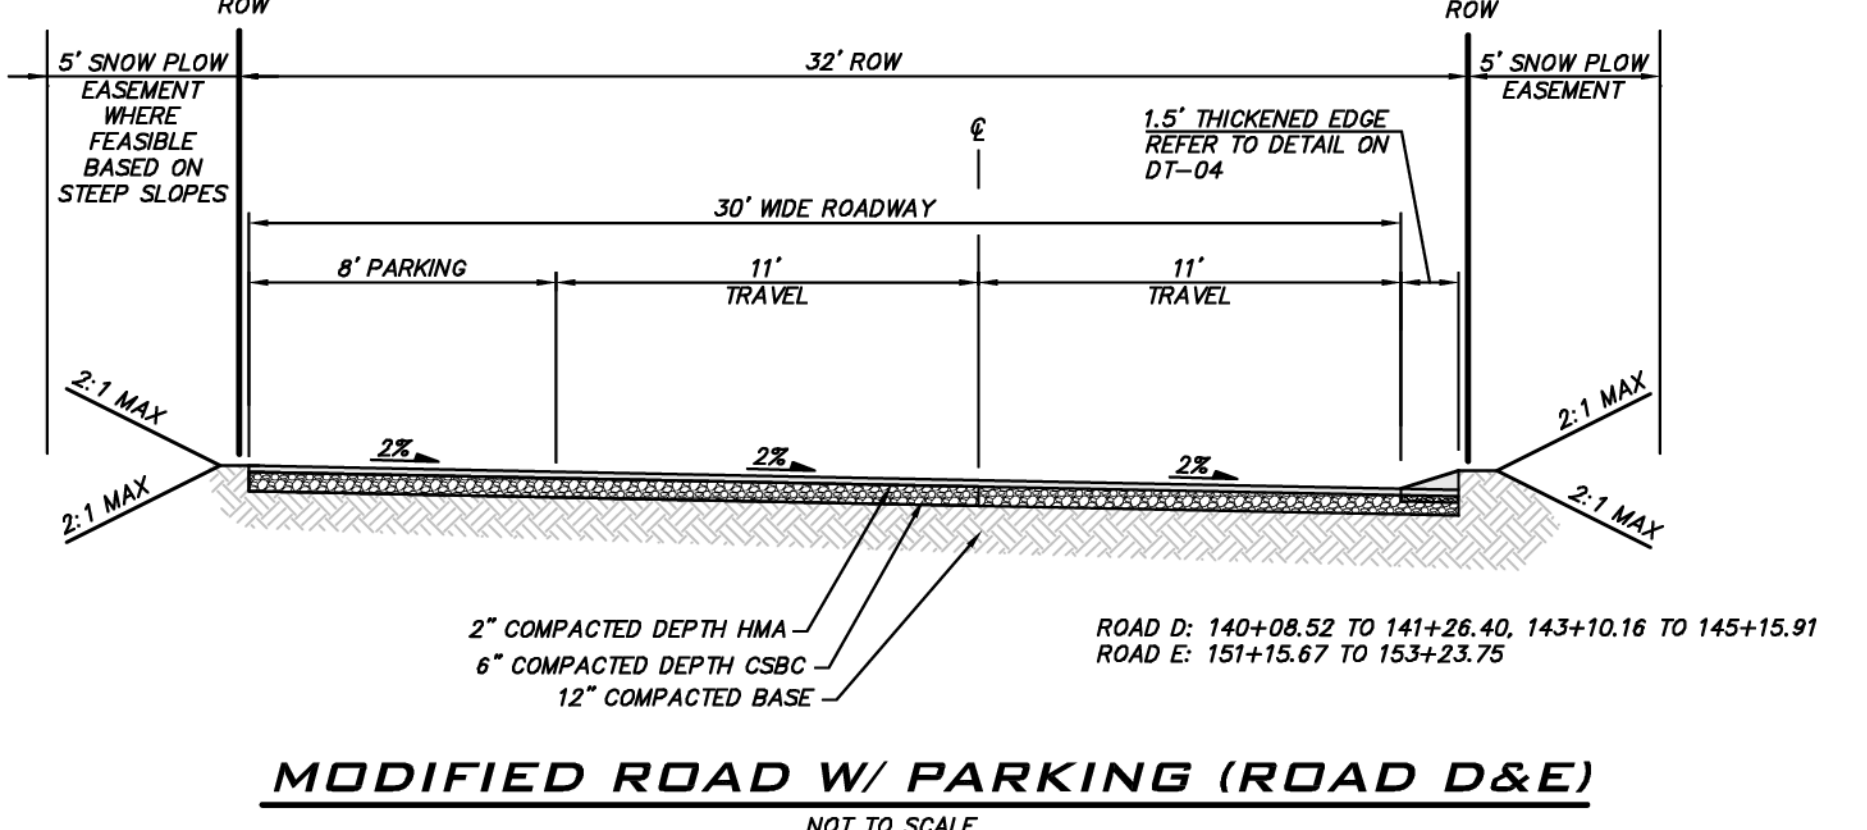 ROW
ROW
5' SNOW PLOW
EASEMENT
WHERE
FEASIBLE
BASED ON
STEEP SLOPES
32' ROW
5' SNOW PLOW
EASEMENT
℄
1.5' THICKENED EDGE
REFER TO DETAIL ON
DT-04
30' WIDE ROADWAY
8' PARKING
11'
TRAVEL
11'
TRAVEL
2:1 MAX
2:1 MAX
2%
2%
2%
2:1 MAX
2:1 MAX
2" COMPACTED DEPTH HMA
6" COMPACTED DEPTH CSBC
12" COMPACTED BASE
ROAD D: 140+08.52 TO 141+26.40, 143+10.16 TO 145+15.91
ROAD E: 151+15.67 TO 153+23.75
MODIFIED ROAD W/ PARKING (ROAD D&E)
NOT TO SCALE